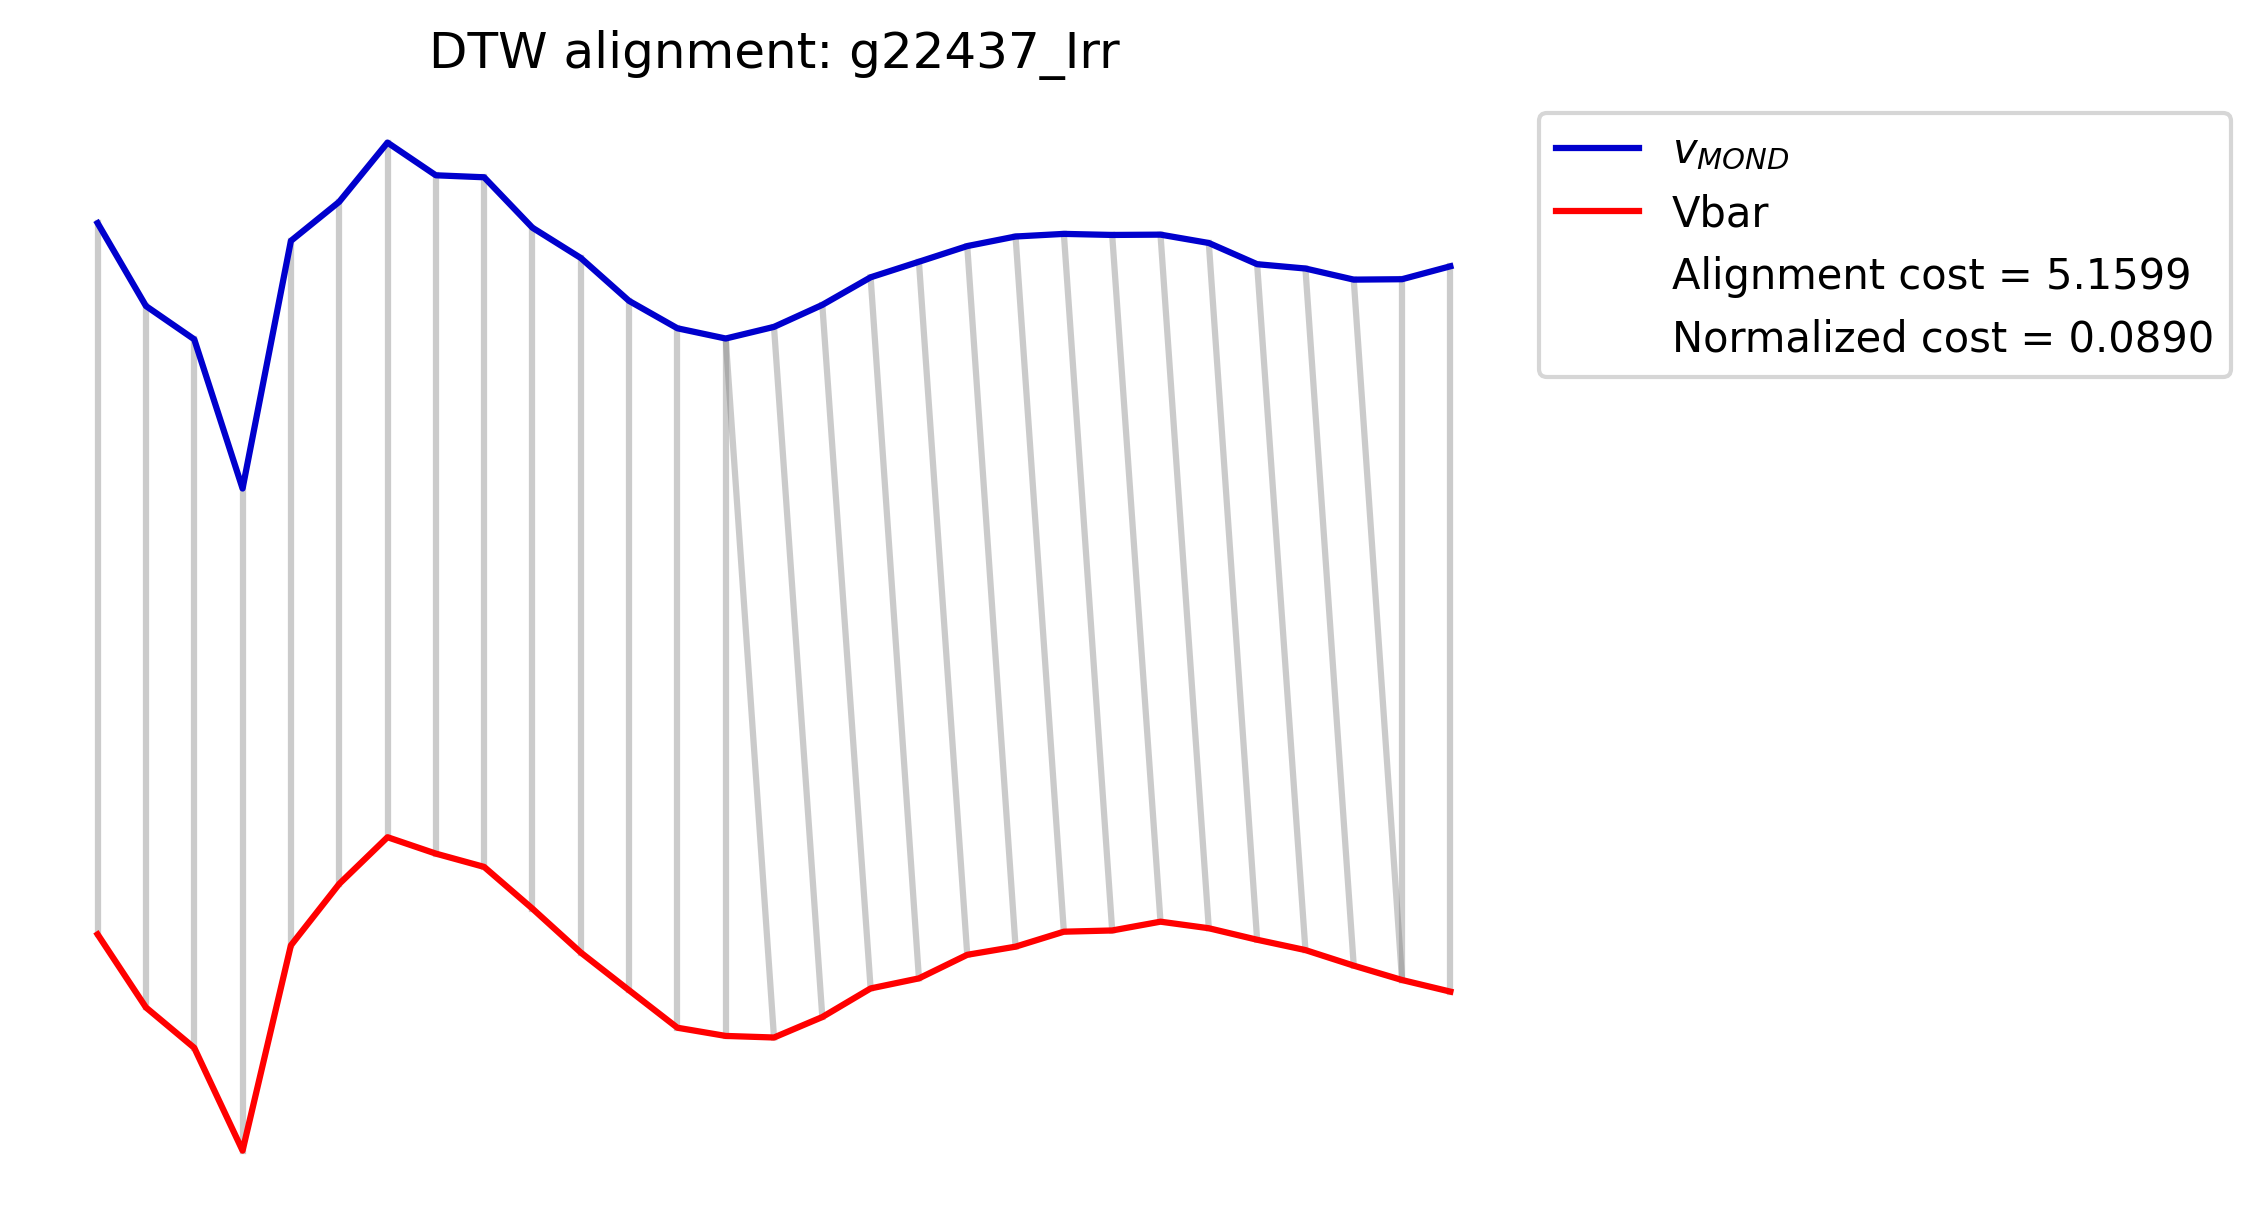 DTW alignment: g22437_Irr
v_MOND
Vbar
Alignment cost = 5.1599
Normalized cost = 0.0890